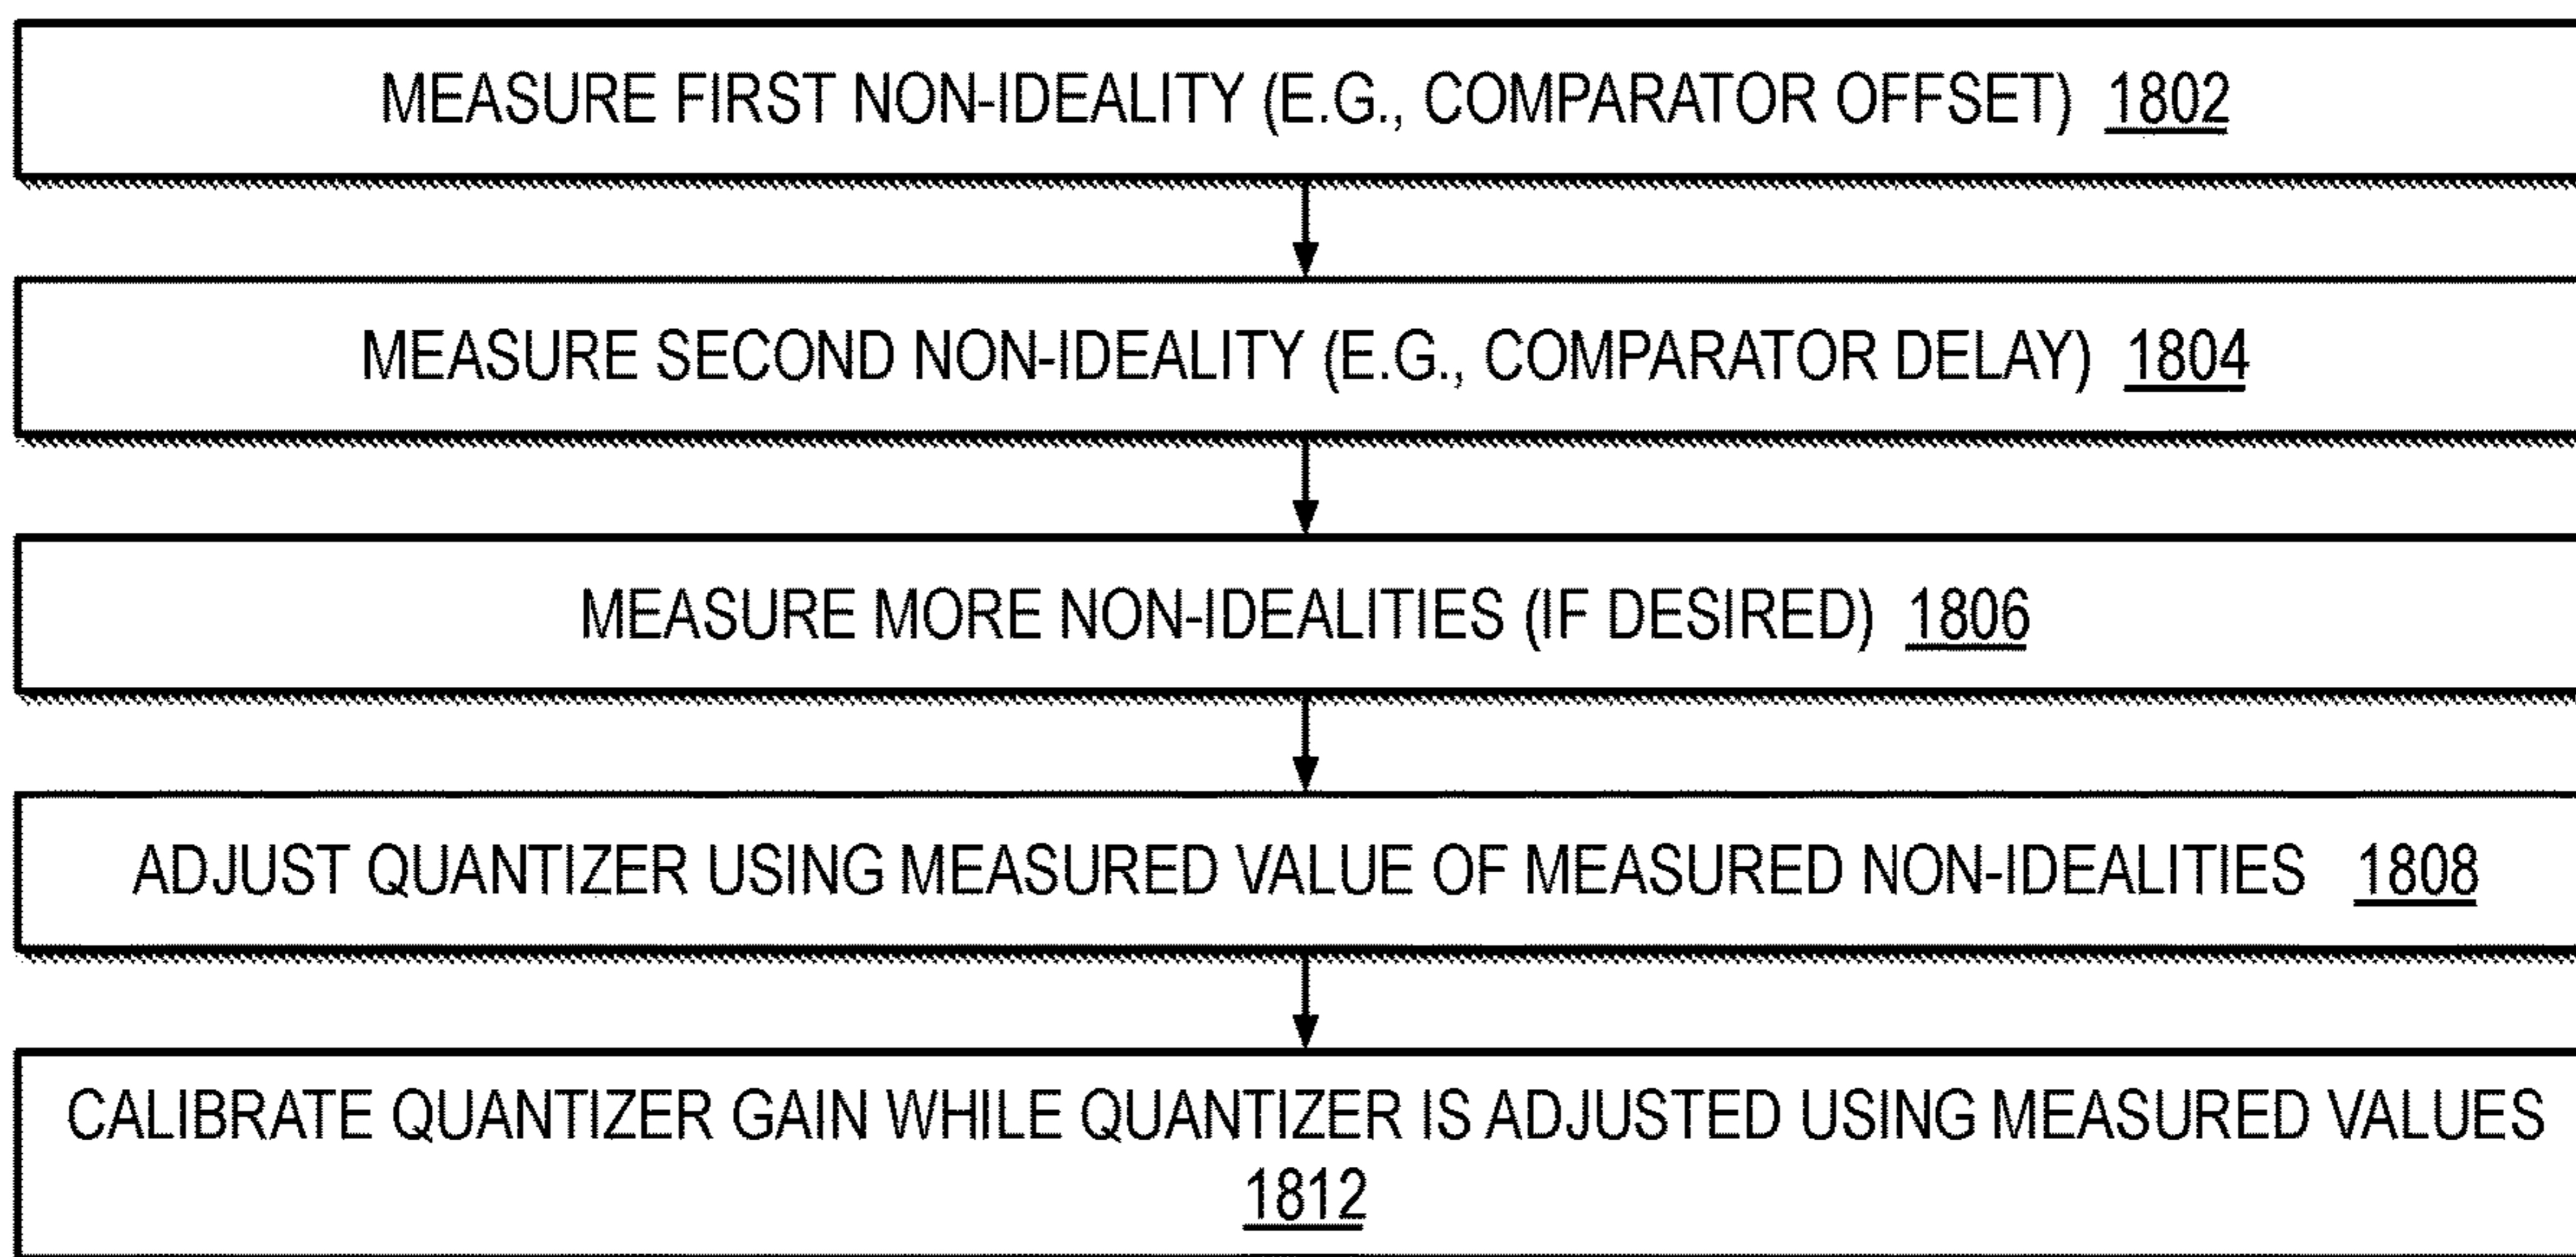 MEASURE FIRST NON-IDEALITY (E.G., COMPARATOR OFFSET) 1802
MEASURE SECOND NON-IDEALITY (E.G., COMPARATOR DELAY) 1804
MEASURE MORE NON-IDEALITIES (IF DESIRED) 1806
ADJUST QUANTIZER USING MEASURED VALUE OF MEASURED NON-IDEALITIES 1808
CALIBRATE QUANTIZER GAIN WHILE QUANTIZER IS ADJUSTED USING MEASURED VALUES
1812